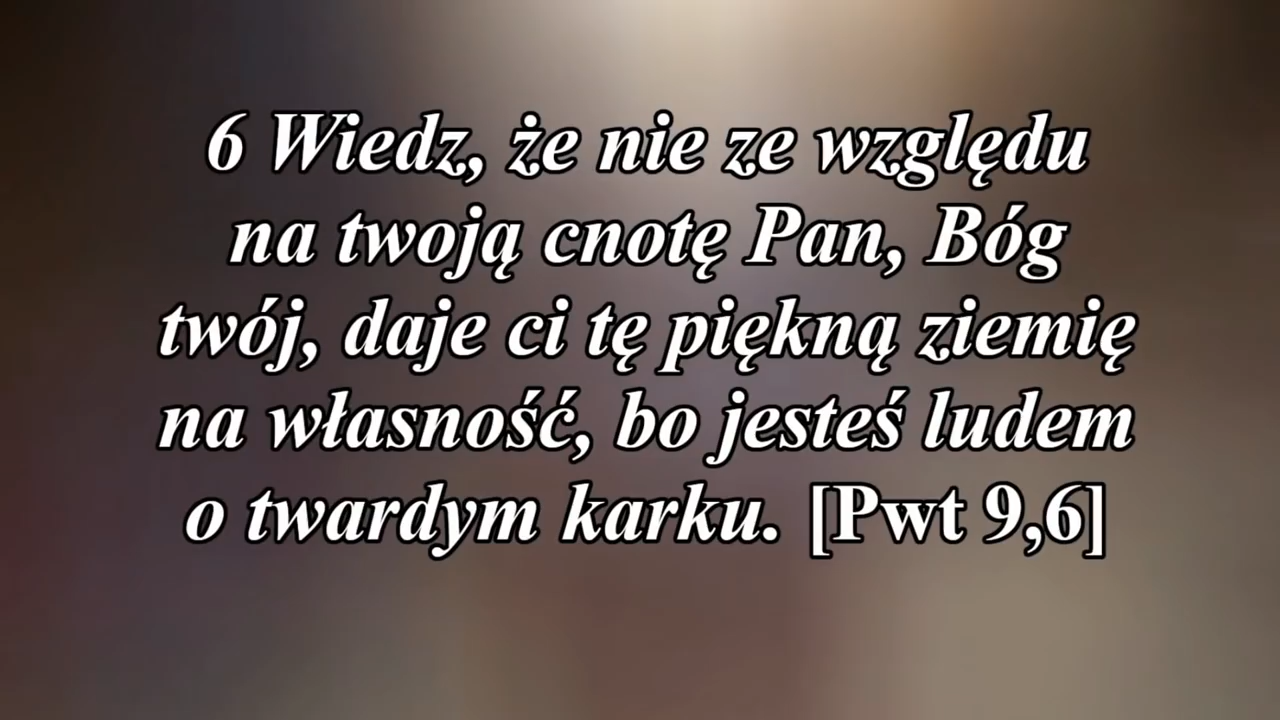 6 Wiedz, że nie ze względu
na twoją cnotę Pan, Bóg
twój, daje ci tę piękną ziemię
na własność, bo jesteś ludem
o twardym karku. [Pwt 9,6]